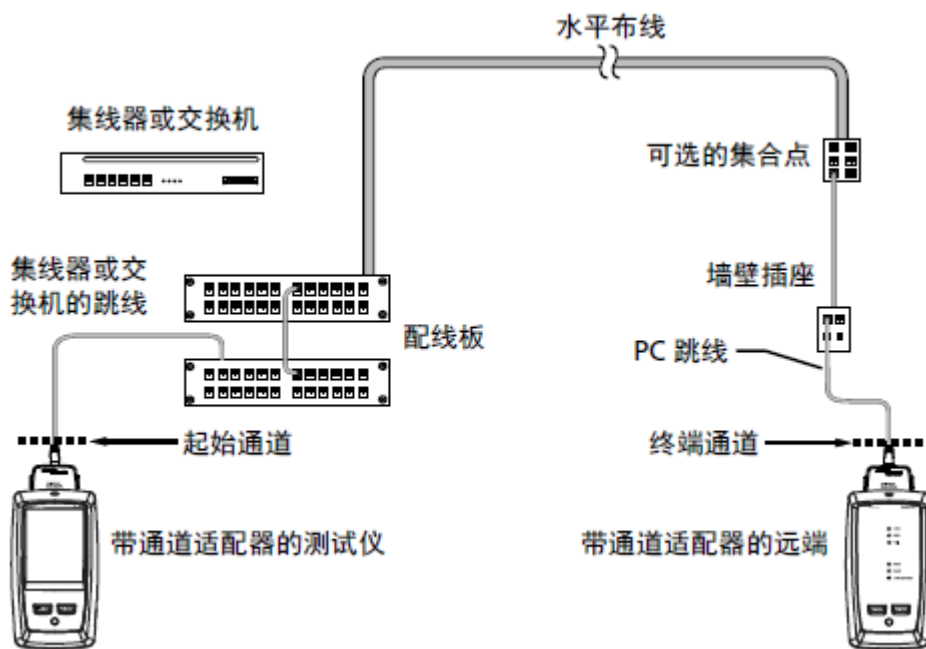 水平布线
集线器或交换机
可选的集合点
集线器或交
换机的跳线
墙壁插座
配线板
PC 跳线
起始通道
终端通道
带通道适配器的测试仪
带通道适配器的远端